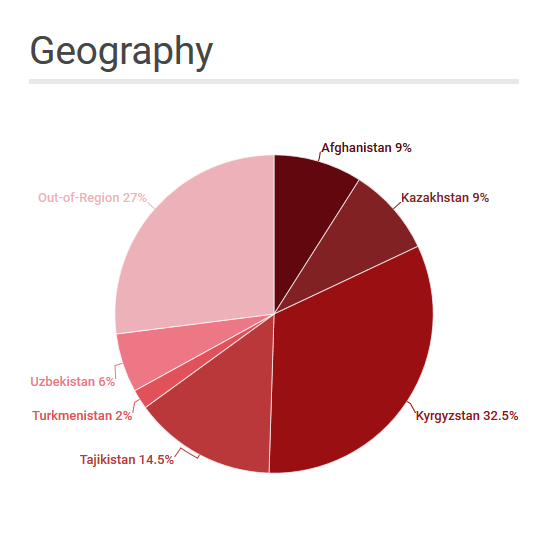 Geography
Afghanistan 9%
Kazakhstan 9%
Kyrgyzstan 32.5%
Tajikistan 14.5%
Turkmenistan 2%
Uzbekistan 6%
Out-of-Region 27%